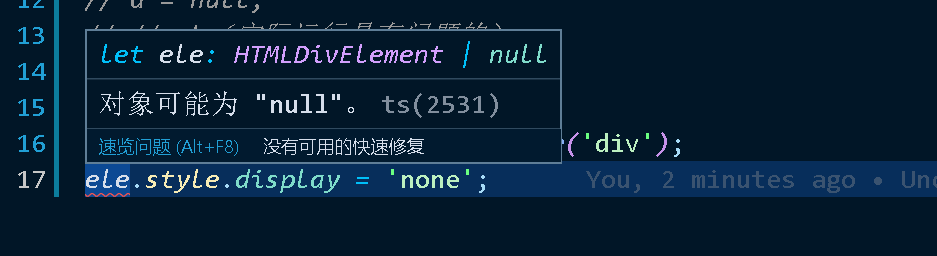 12 // u = null;
13
let ele: HTMLDivElement | null
14
对象可能为 "null"。 ts(2531)
15
速览问题 (Alt+F8) 没有可用的快速修复
16 ('div');
17 ele.style.display = 'none'; You, 2 minutes ago • Unc